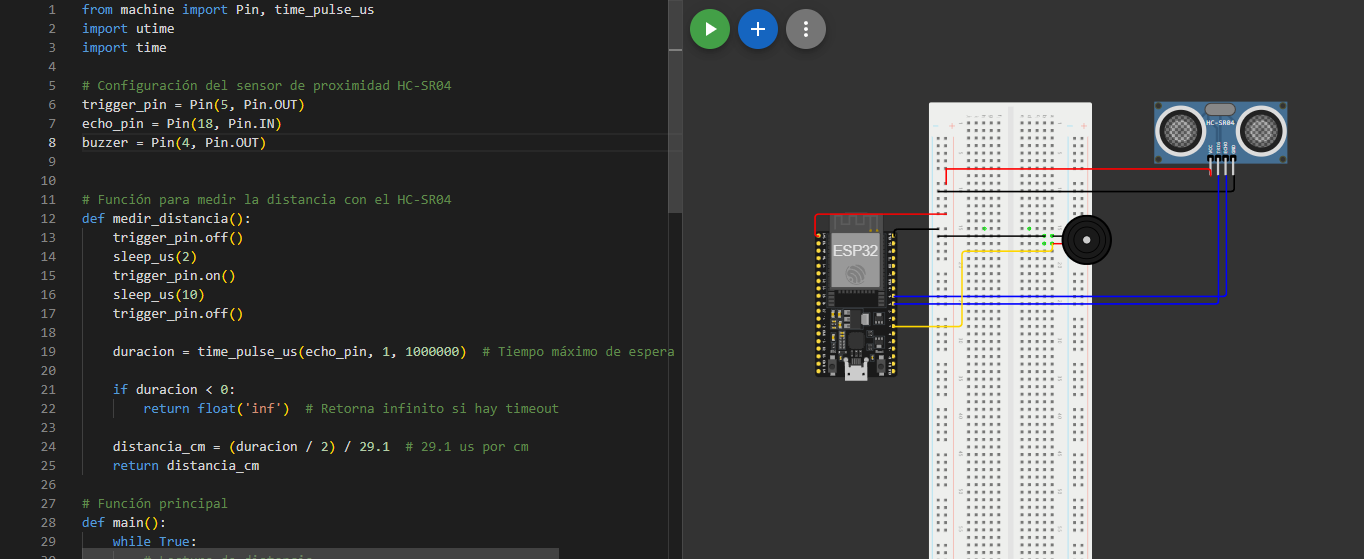 1 from machine import Pin, time_pulse_us
2 import utime
3 import time
4
5 # Configuración del sensor de proximidad HC-SR04
6 trigger_pin = Pin(5, Pin.OUT)
7 echo_pin = Pin(18, Pin.IN)
8 buzzer = Pin(4, Pin.OUT)
9
10
11 # Función para medir la distancia con el HC-SR04
12 def medir_distancia():
13 trigger_pin.off()
14 sleep_us(2)
15 trigger_pin.on()
16 sleep_us(10)
17 trigger_pin.off()
18
19 duracion = time_pulse_us(echo_pin, 1, 1000000) # Tiempo máximo de espera
20
21 if duracion < 0:
22 return float('inf') # Retorna infinito si hay timeout
23
24 distancia_cm = (duracion / 2) / 29.1 # 29.1 us por cm
25 return distancia_cm
26
27 # Función principal
28 def main():
29 while True:
HC-SR04
ESP32